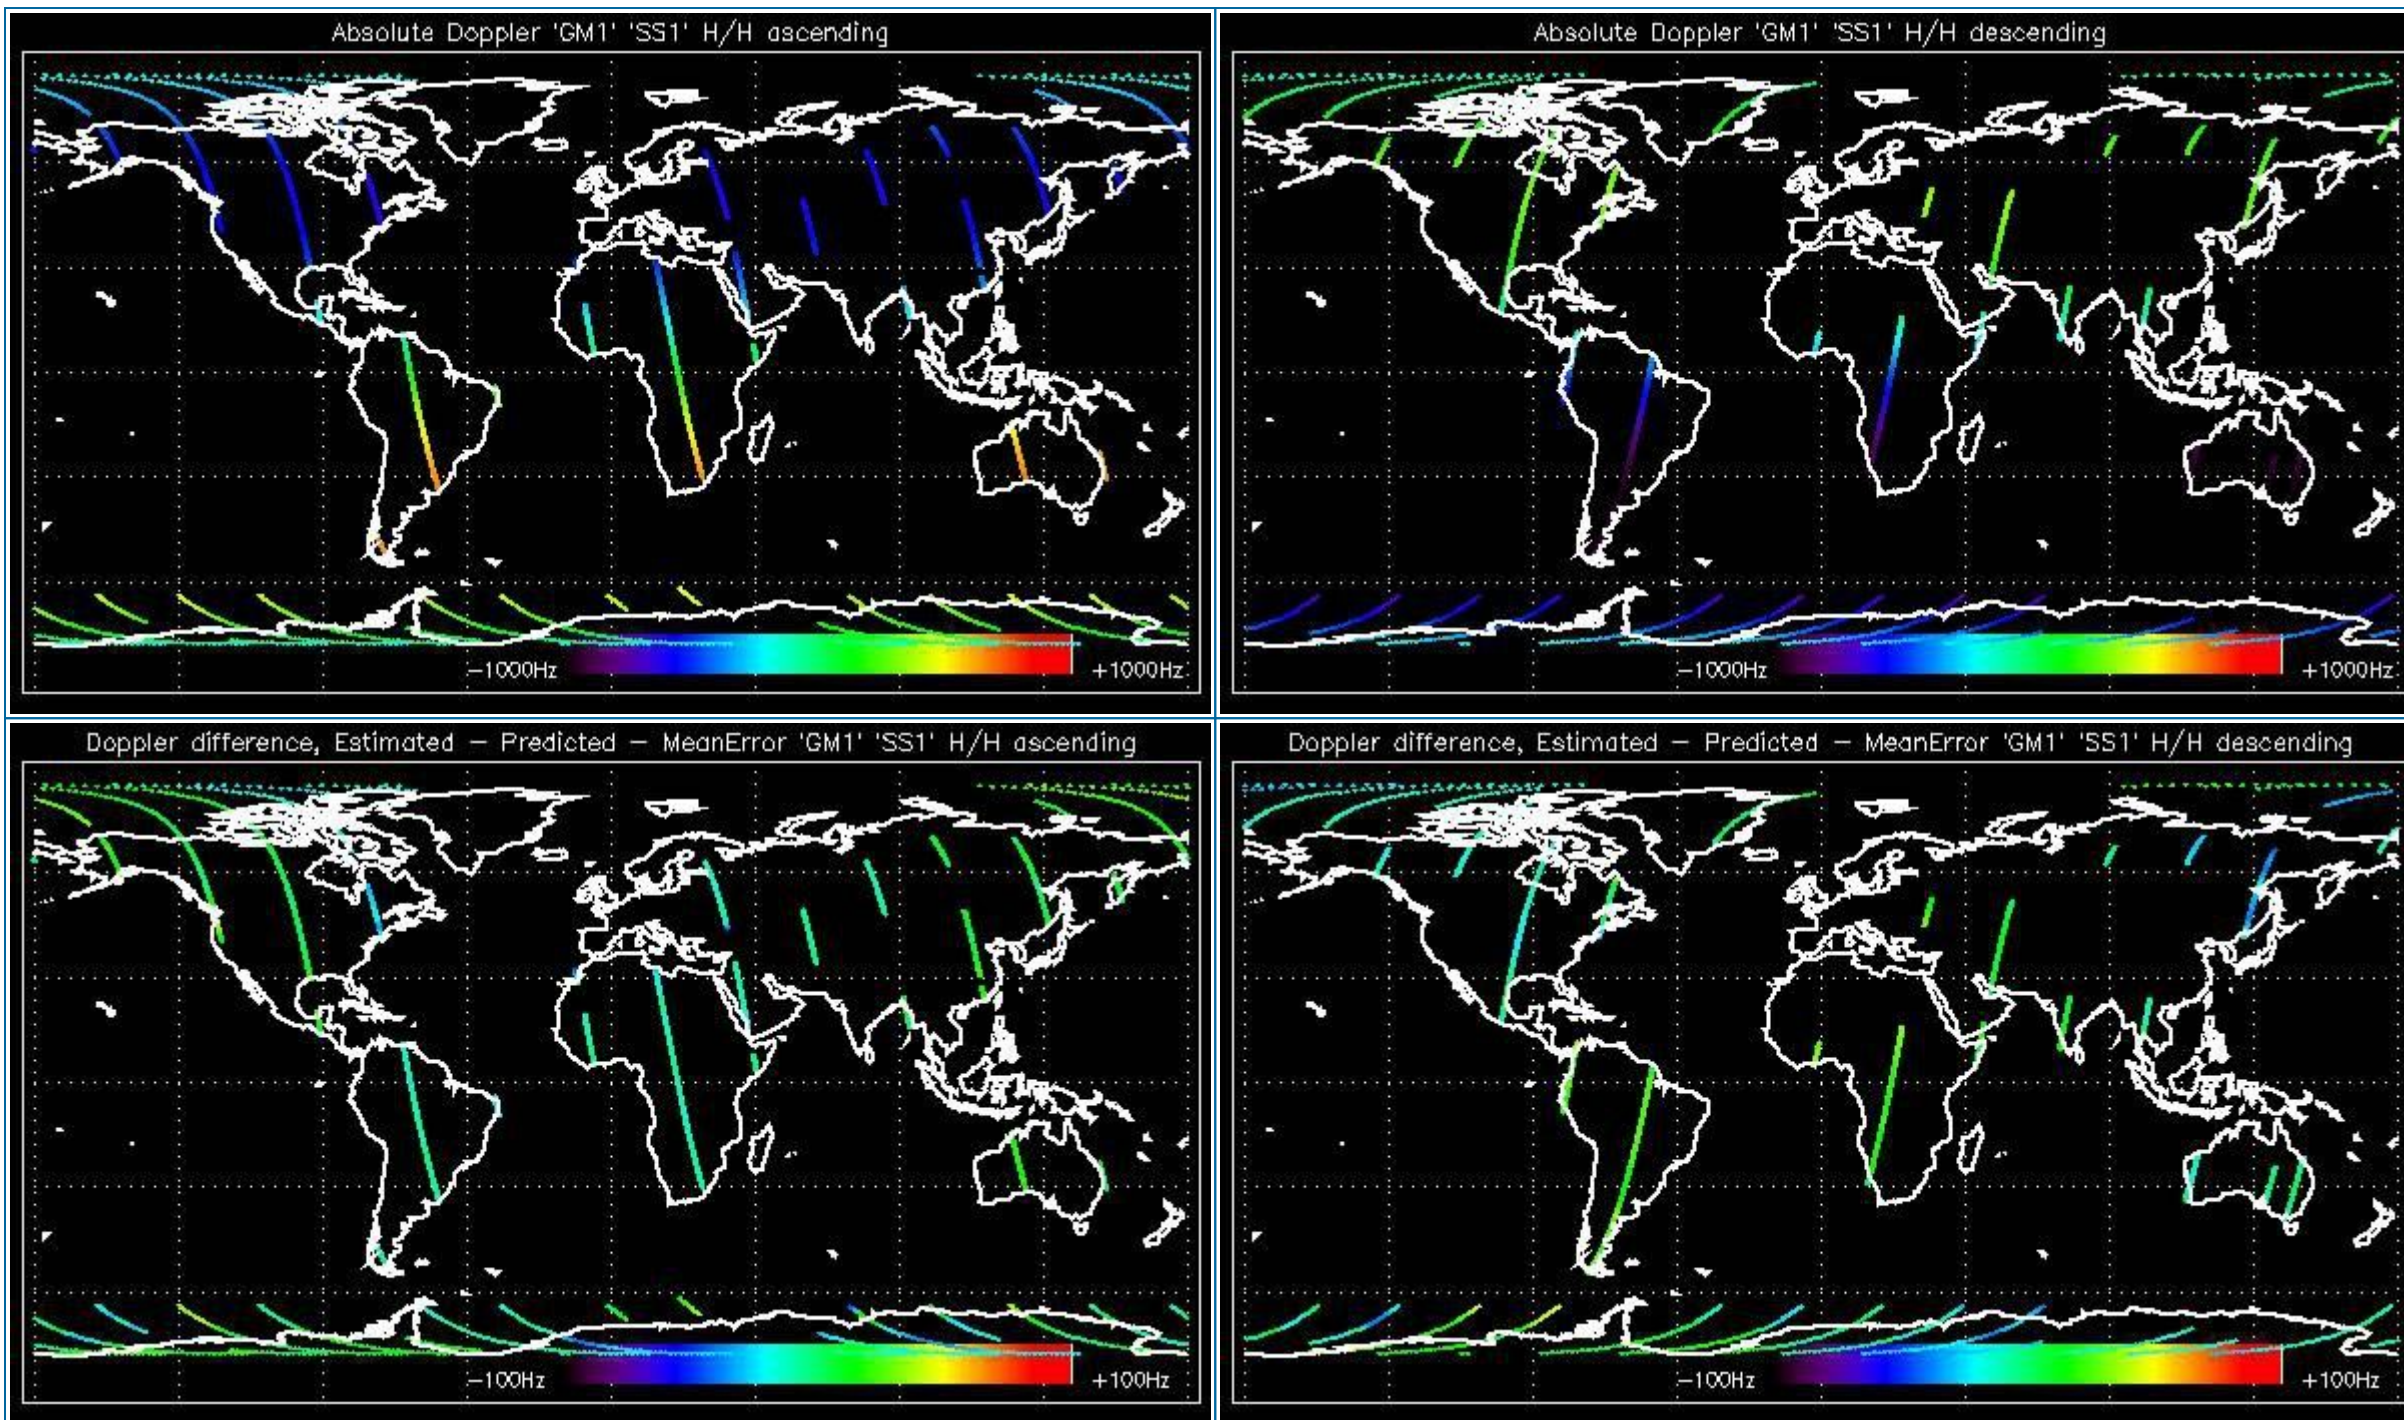 Absolute Doppler 'GM1' 'SS1' H/H ascending
−1000Hz
+1000Hz
Absolute Doppler 'GM1' 'SS1' H/H descending
−1000Hz
+1000Hz
Doppler difference, Estimated − Predicted − MeanError 'GM1' 'SS1' H/H ascending
−100Hz
+100Hz
Doppler difference, Estimated − Predicted − MeanError 'GM1' 'SS1' H/H descending
−100Hz
+100Hz